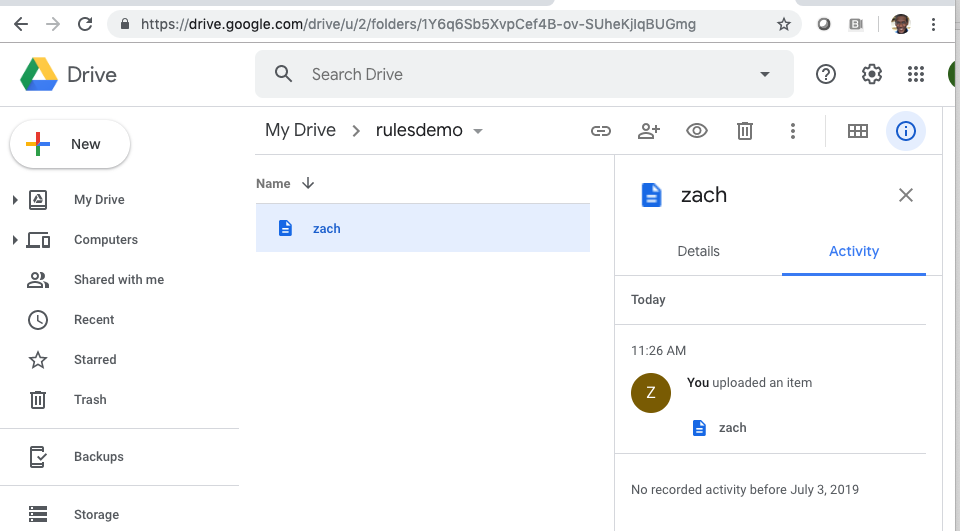 https://drive.google.com/drive/u/2/folders/1Y6q6Sb5XvpCef4B-ov-SUheKjIqBUGmg
Drive
Search Drive
New
My Drive
Computers
Shared with me
Recent
Starred
Trash
Backups
Storage
My Drive > rulesdemo
Name
zach
zach
Details
Activity
Today
11:26 AM
Z
You uploaded an item
zach
No recorded activity before July 3, 2019